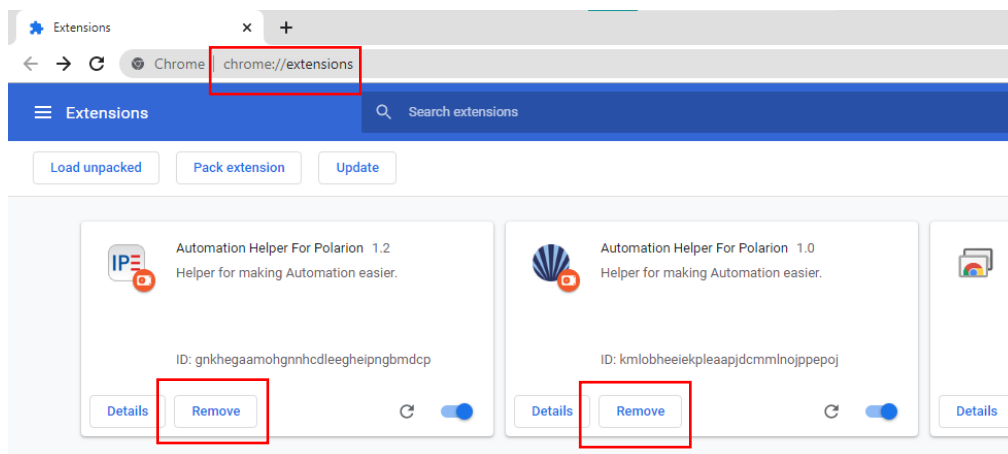 Extensions
Chrome | chrome://extensions
Extensions
Search extensions
Load unpacked Pack extension Update
IPE
Automation Helper For Polarion 1.2
Helper for making Automation easier.
ID: gnkhegaamohgnnhcdleegheipngbmdcp
Details Remove
Automation Helper For Polarion 1.0
Helper for making Automation easier.
ID: kmlobheeiekpleaapjdcmmlnojppepoj
Details Remove
Details